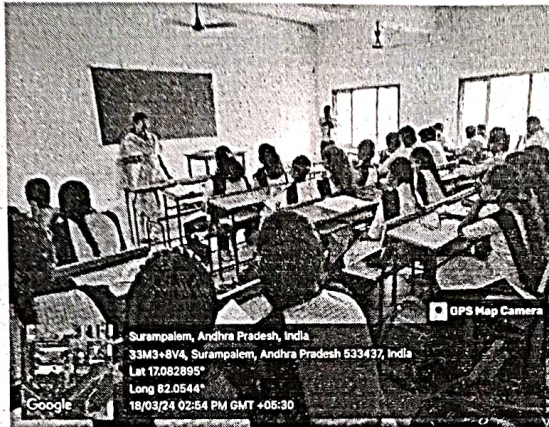 GPS Map Camera
Surampalem, Andhra Pradesh, India
33M3+8V4, Surampalem, Andhra Pradesh 533437, India
Lat 17.082895°
Long 82.0544°
18/03/24 02:54 PM GMT +05:30
Google